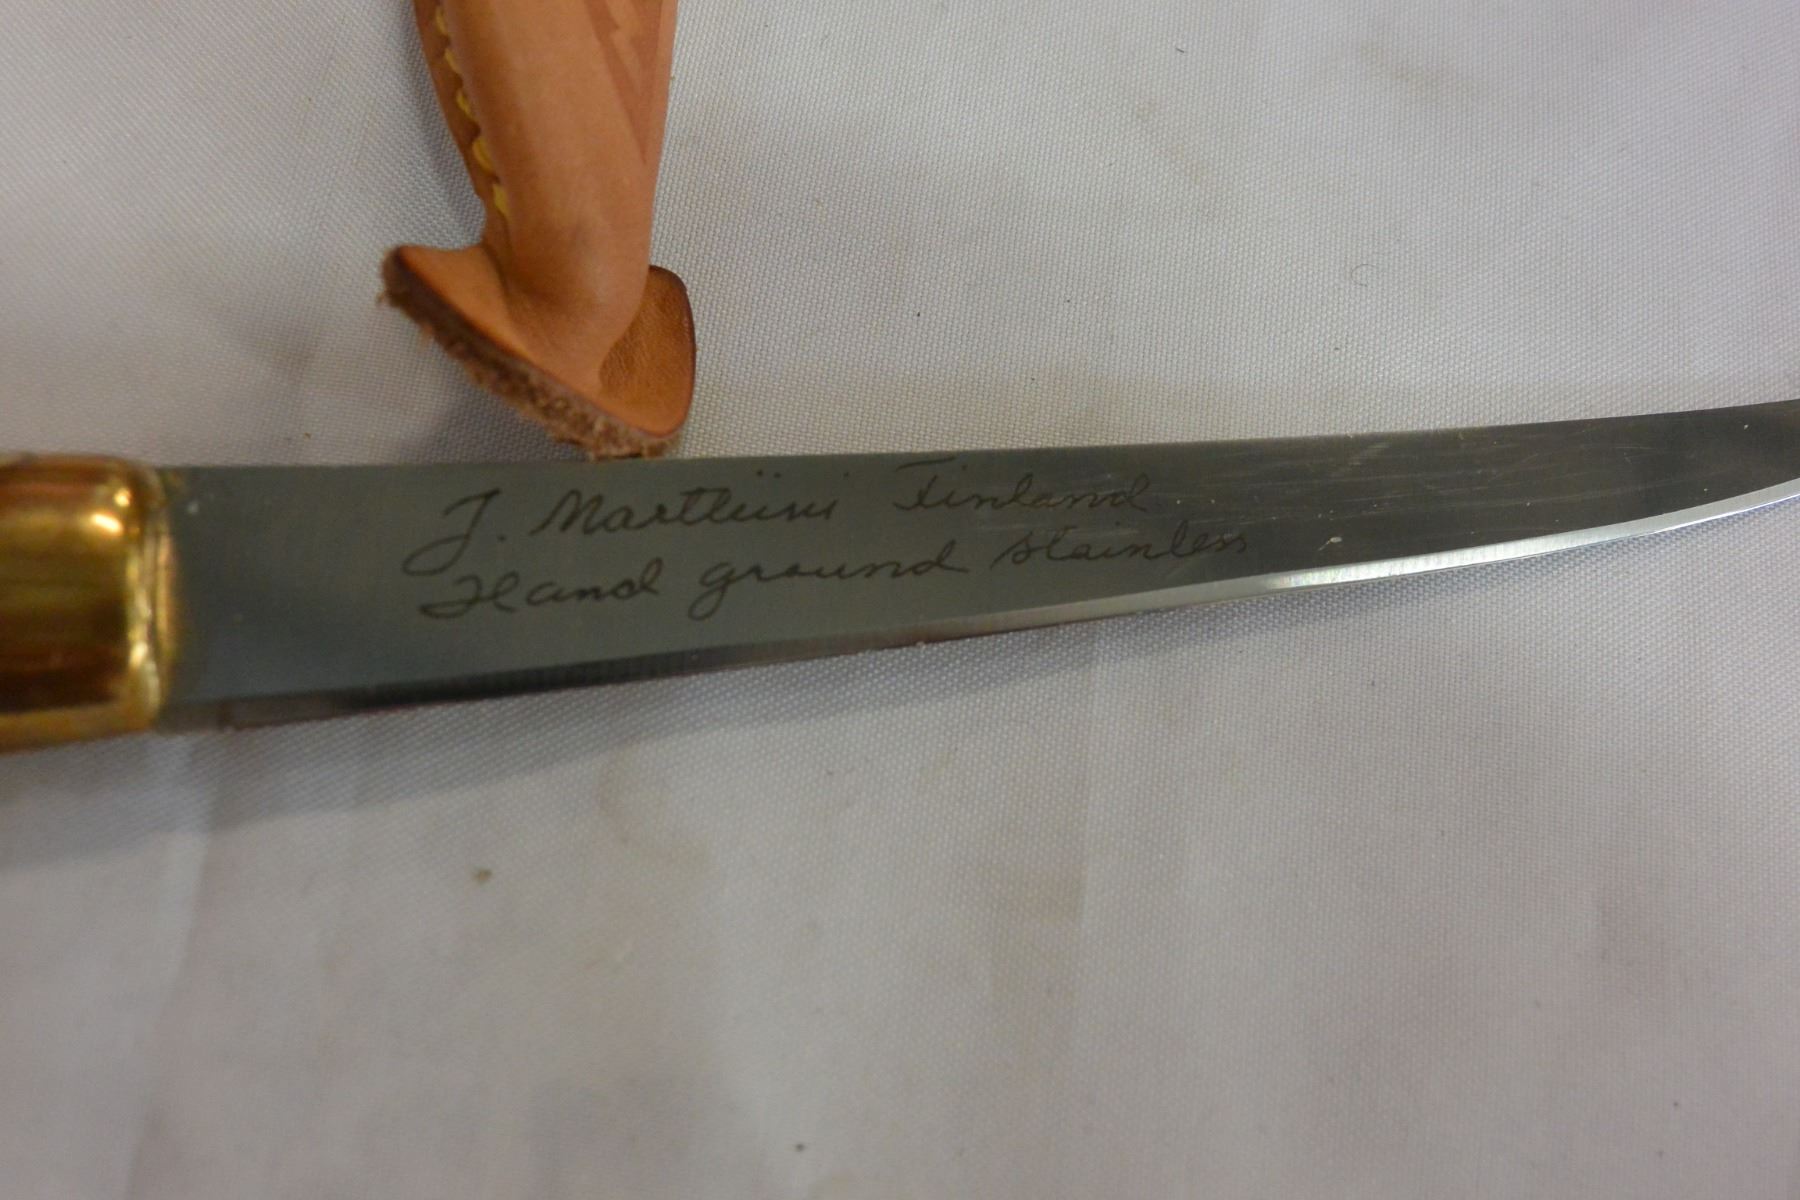 J. Marttiini Finland
Hand ground stainless